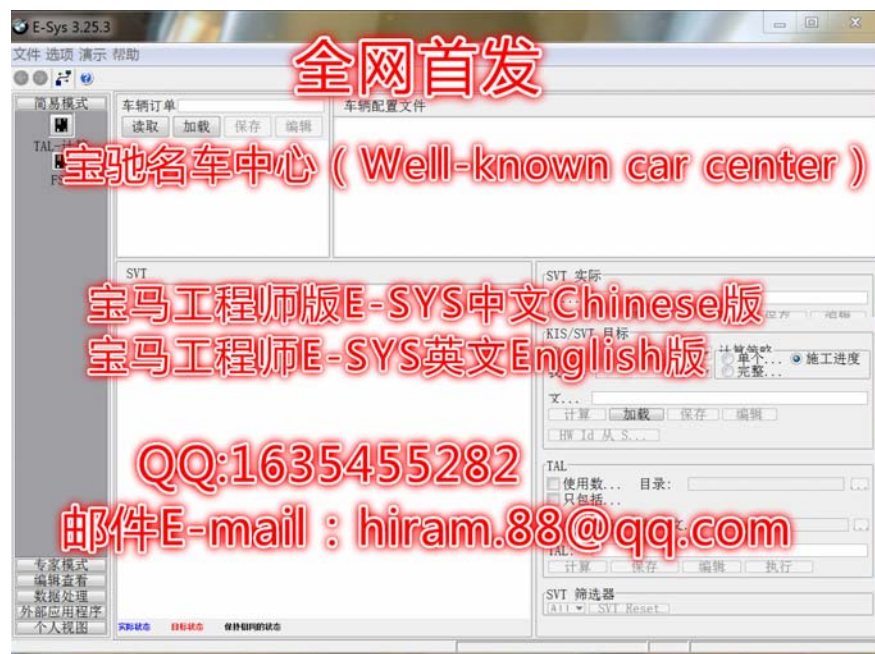 E-Sys 3.25.3
文件 选项 演示 帮助
全网首发
简易模式
车辆订单
车辆配置文件
读取 加载 保存 编辑
宝驰名车中心（Well-known car center）
SVT
SVT 实际
宝马工程师版E-SYS中文Chinese版
KIS/SVT 目标
宝马工程师E-SYS英文English版
单个... 施工进度
完整...
文...
计算 加载 保存 编辑
HW Id 从 S...
QQ:1635455282
TAL
使用数... 目录:
只包括...
邮件E-mail：hiram.88@qq.com
TAL:
计算 保存 编辑 执行
专家模式
编辑查看
数据处理
外部应用程序
个人视图
SVT 筛选器
All SVT Reset
实际状态 目标状态 保持相同的状态